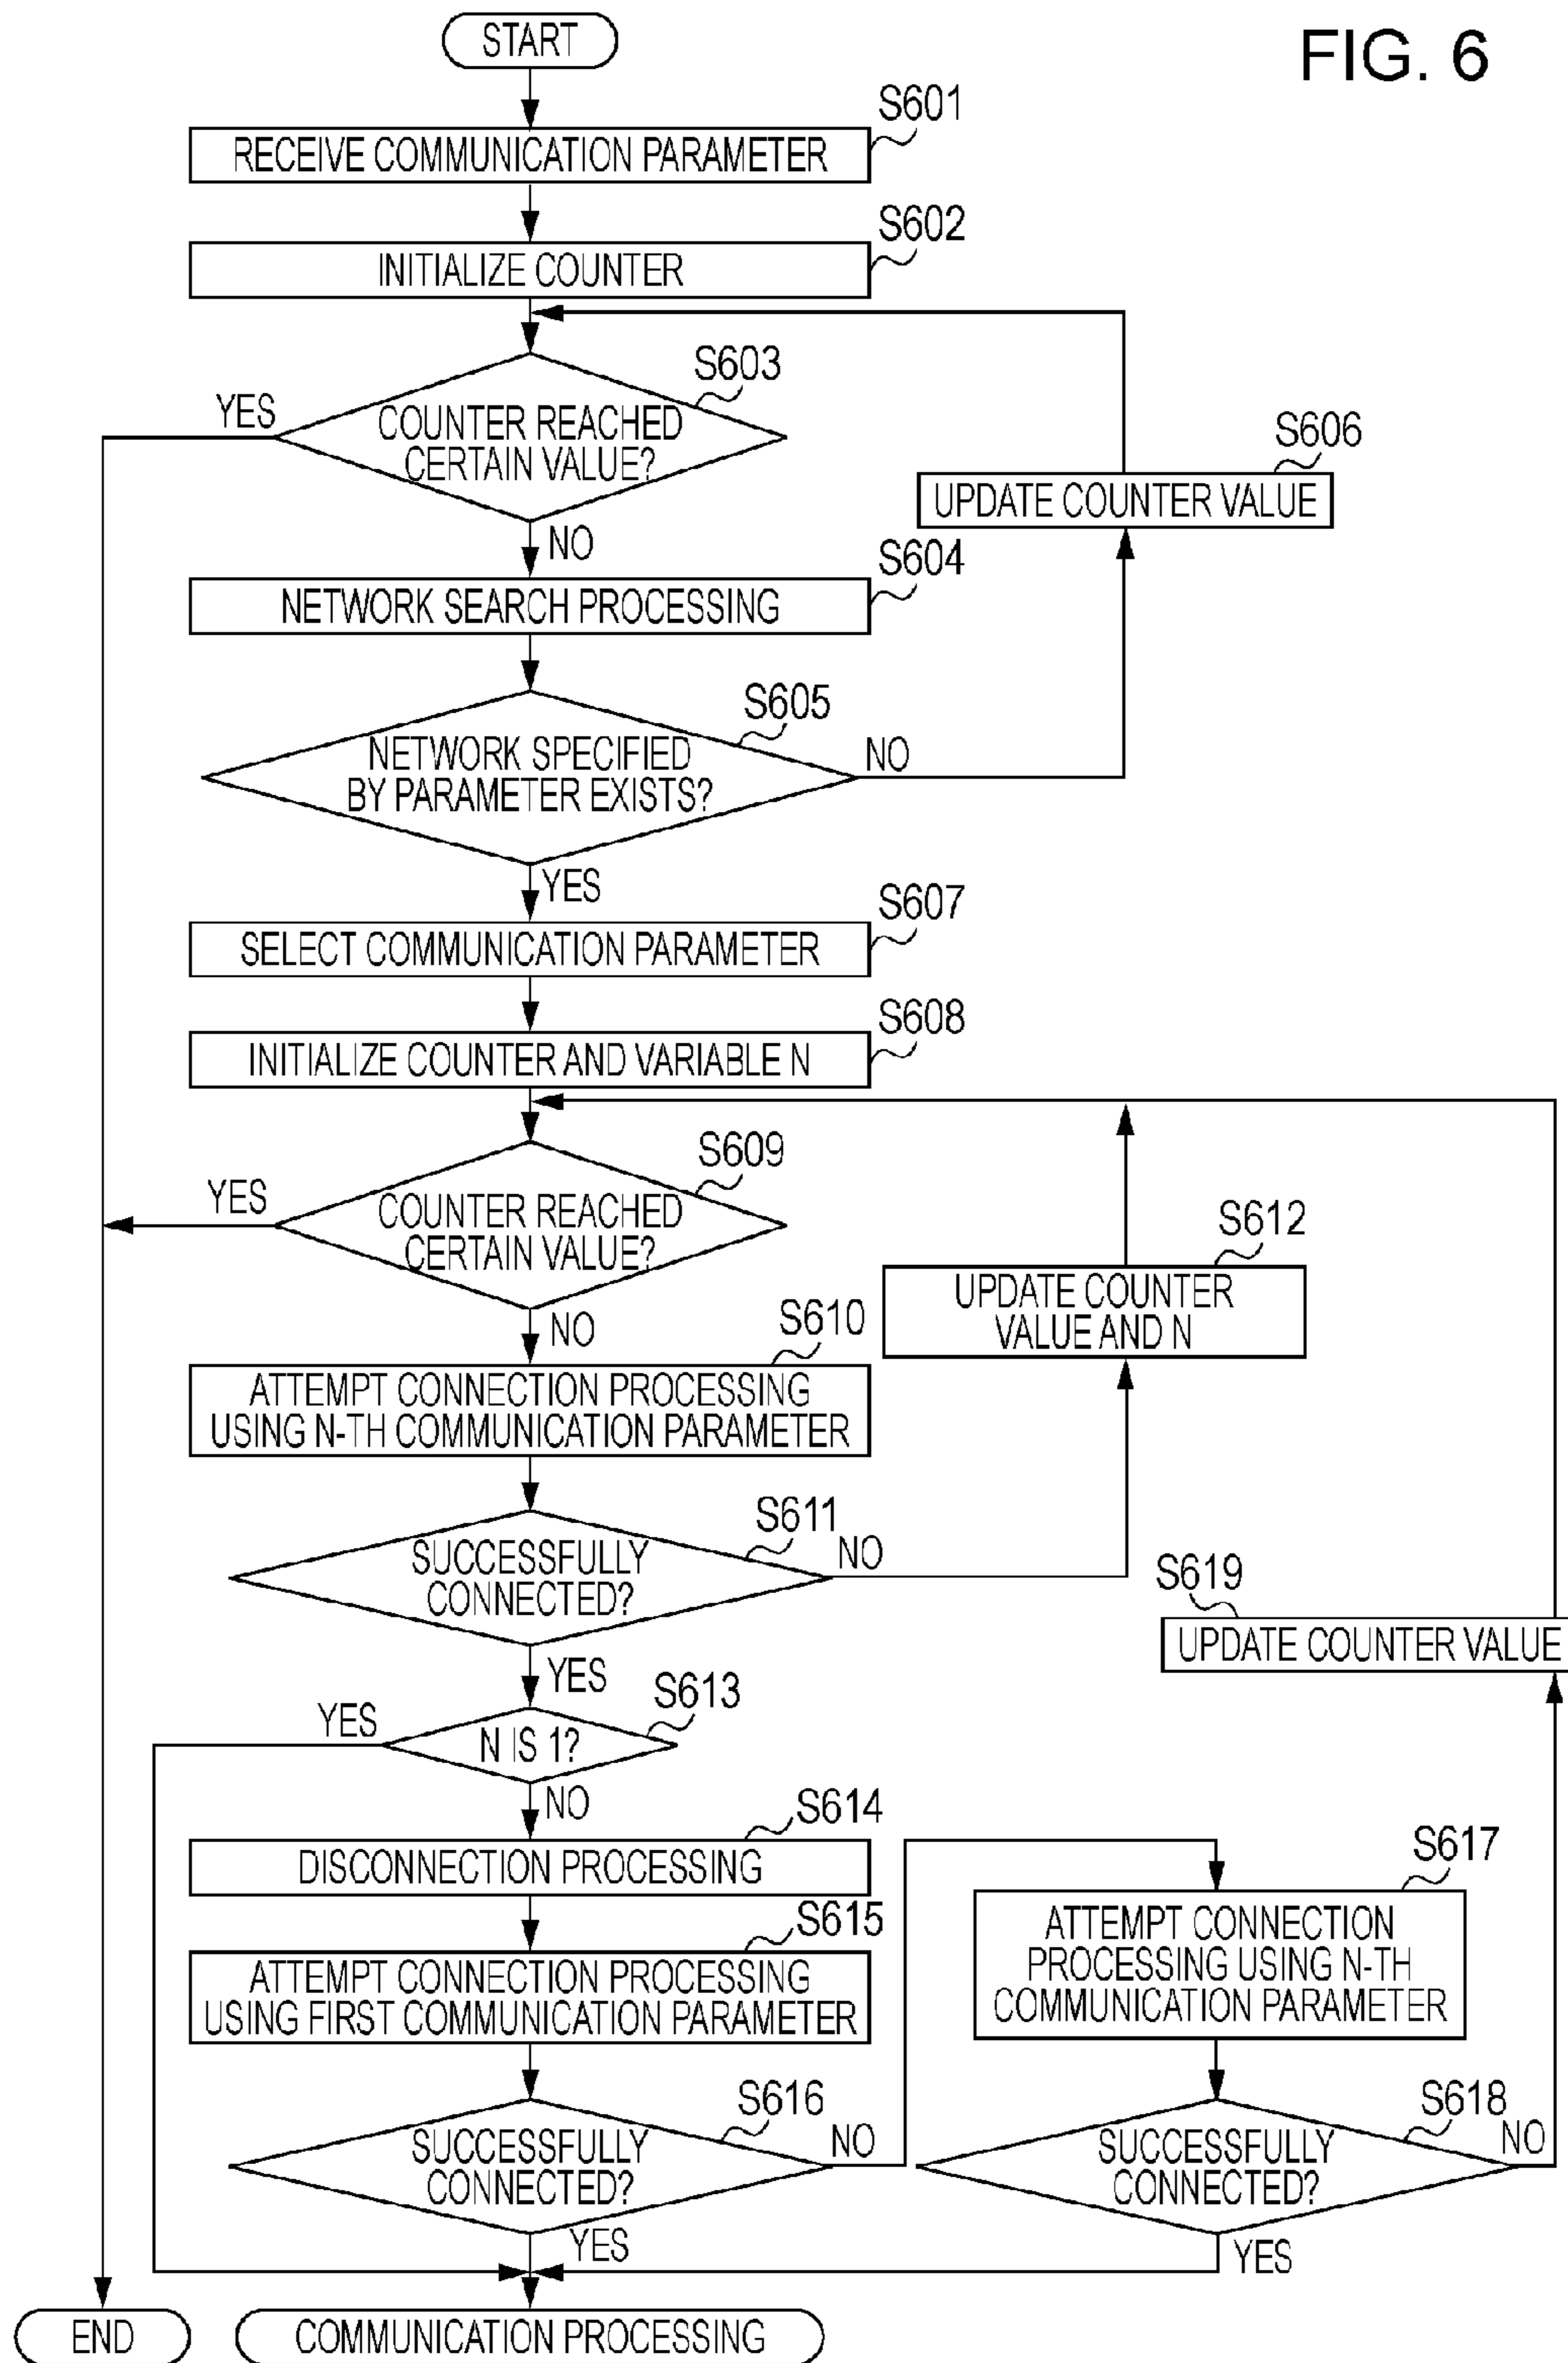 START
FIG. 6
S601
RECEIVE COMMUNICATION PARAMETER
S602
INITIALIZE COUNTER
S603
YES
COUNTER REACHED
CERTAIN VALUE?
S606
UPDATE COUNTER VALUE
NO
S604
NETWORK SEARCH PROCESSING
S605
NETWORK SPECIFIED
BY PARAMETER EXISTS?
NO
YES
S607
SELECT COMMUNICATION PARAMETER
S608
INITIALIZE COUNTER AND VARIABLE N
S609
YES
COUNTER REACHED
CERTAIN VALUE?
S612
UPDATE COUNTER
VALUE AND N
NO
S610
ATTEMPT CONNECTION PROCESSING
USING N-TH COMMUNICATION PARAMETER
S611
SUCCESSFULLY
CONNECTED?
NO
S619
UPDATE COUNTER VALUE
YES
S613
YES
N IS 1?
NO
S614
DISCONNECTION PROCESSING
S615
ATTEMPT CONNECTION PROCESSING
USING FIRST COMMUNICATION PARAMETER
S617
ATTEMPT CONNECTION
PROCESSING USING N-TH
COMMUNICATION PARAMETER
S616
SUCCESSFULLY
CONNECTED?
NO
S618
SUCCESSFULLY
CONNECTED?
NO
YES
YES
END
COMMUNICATION PROCESSING